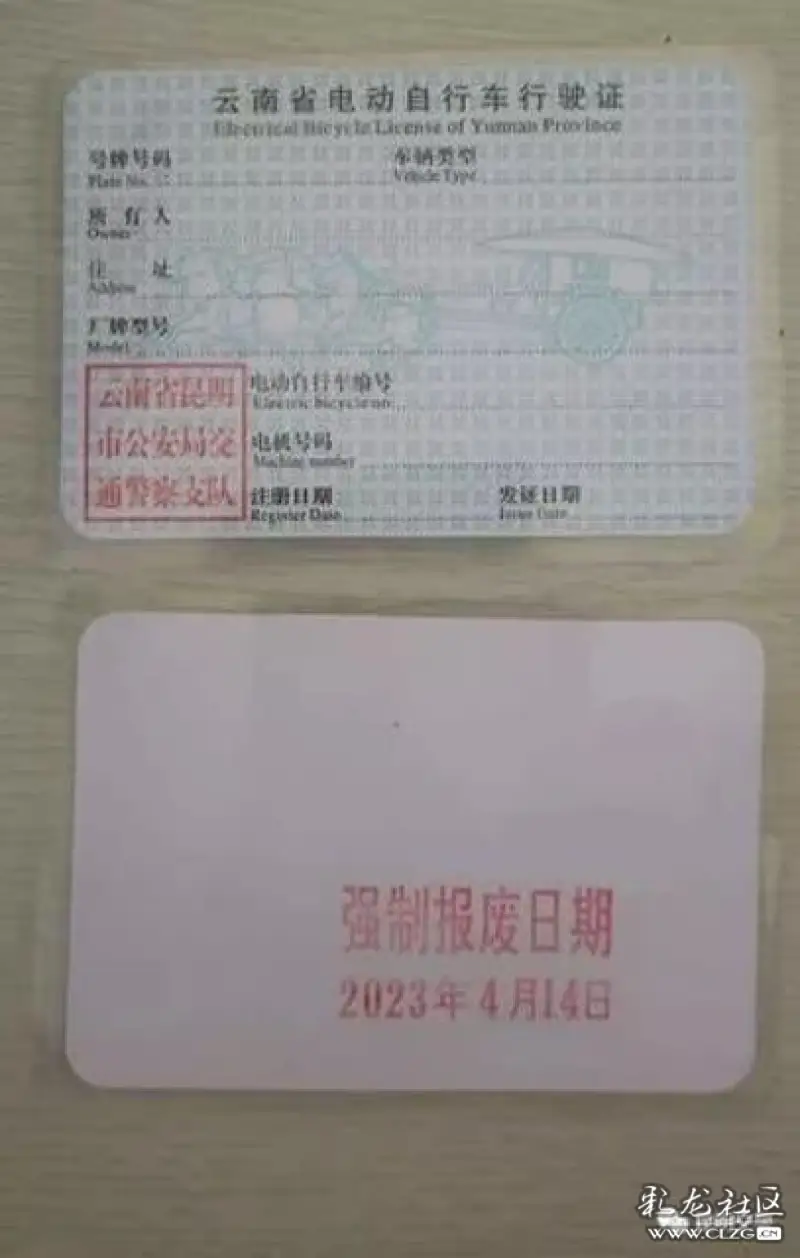 云南省电动自行车行驶证
Electrical Bicycle License of Yunnan Province
号牌号码 车辆类型
Plate No. Vehicle Type
所有人
Owner
住 址
Address
厂牌型号
Model
云南省昆明
市公安局交
通警察支队
电动自行车编号
Electric bicycle no
电机号码
Maching number
注册日期 发证日期
Register Date Issue Date
强制报废日期
2023年4月14日
彩龙社区
WWW.CLZG.CN